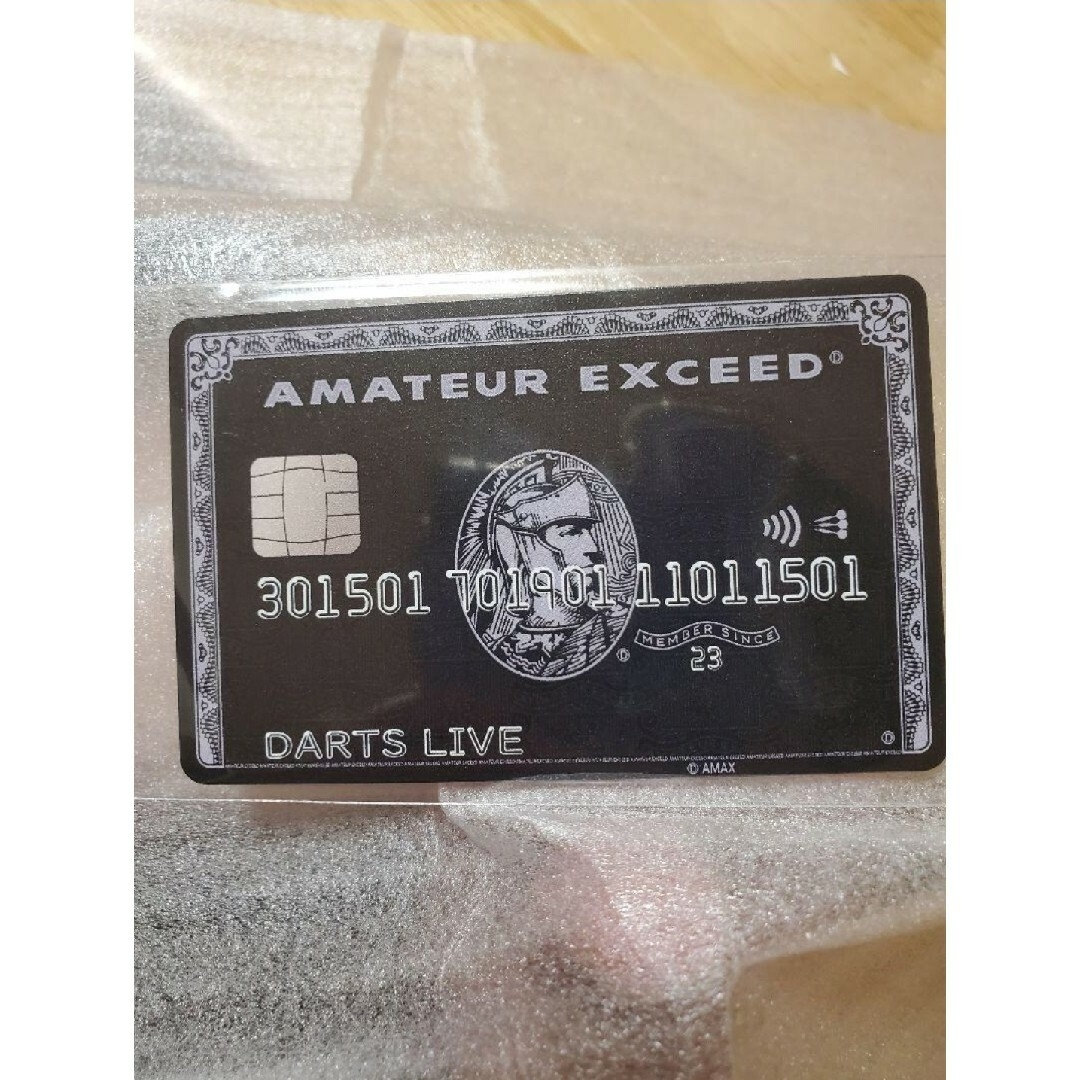 AMATEUR EXCEED
301501 701901 11011501
MEMBER SINCE
23
DARTS LIVE
Ⓓ AMAX